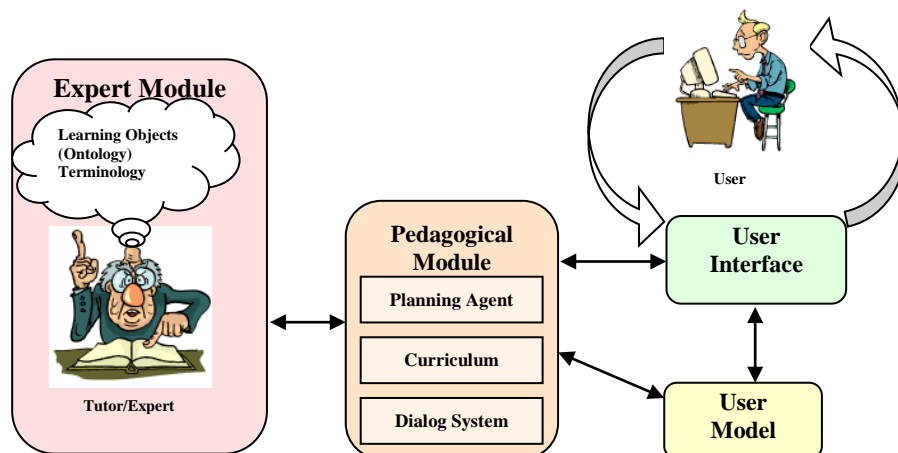 Expert Module
Learning Objects
(Ontology)
Terminology
Tutor/Expert
Pedagogical
Module
Planning Agent
Curriculum
Dialog System
User
User
Interface
User
Model